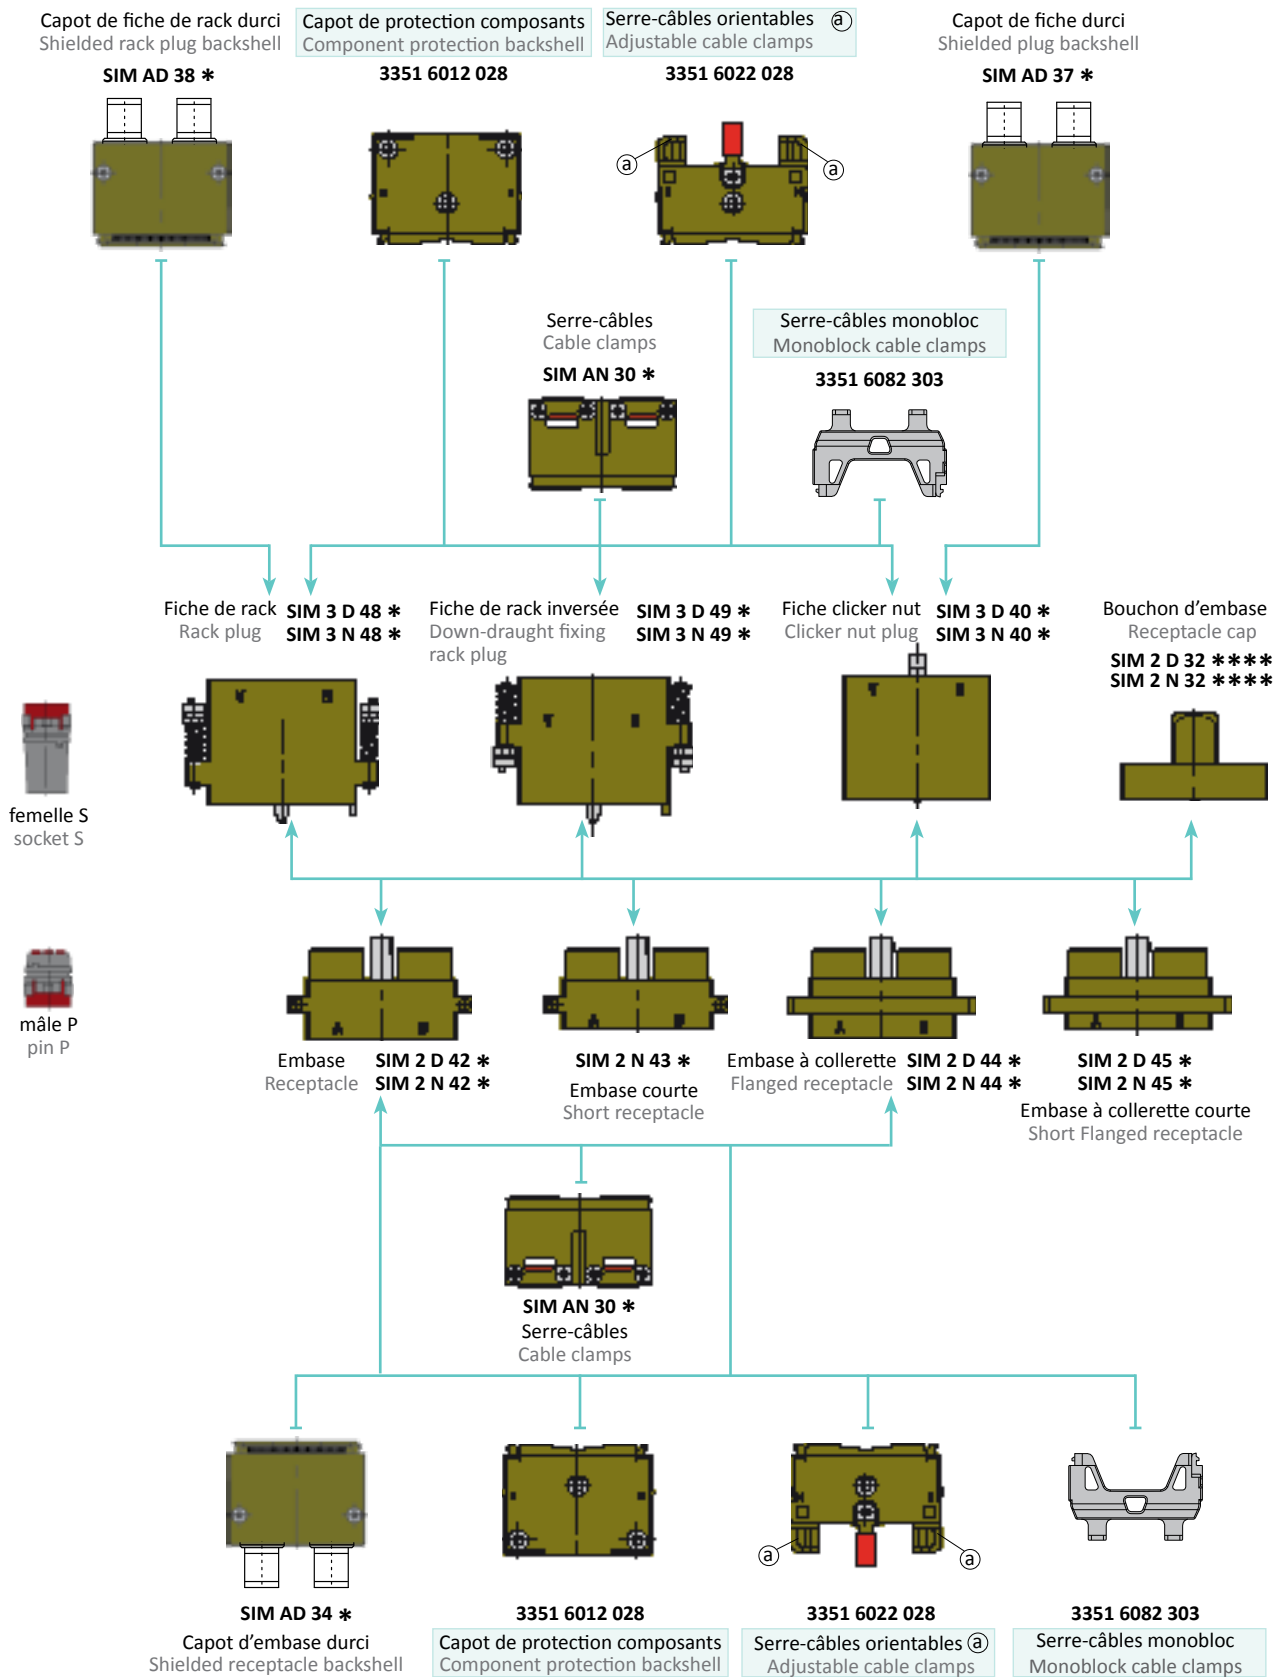 Capot de fiche de rack durci
Shielded rack plug backshell
SIM AD 38 *
Capot de protection composants
Component protection backshell
3351 6012 028
Serre-câbles orientables ⓐ
Adjustable cable clamps
3351 6022 028
Capot de fiche durci
Shielded plug backshell
SIM AD 37 *
ⓐ
ⓐ
Serre-câbles
Cable clamps
SIM AN 30 *
Serre-câbles monobloc
Monoblock cable clamps
3351 6082 303
Fiche de rack
Rack plug
SIM 3 D 48 *
SIM 3 N 48 *
Fiche de rack inversée
Down-draught fixing
rack plug
SIM 3 D 49 *
SIM 3 N 49 *
Fiche clicker nut
Clicker nut plug
SIM 3 D 40 *
SIM 3 N 40 *
Bouchon d’embase
Receptacle cap
SIM 2 D 32 ****
SIM 2 N 32 ****
femelle S
socket S
mâle P
pin P
Embase
Receptacle
SIM 2 D 42 *
SIM 2 N 42 *
SIM 2 N 43 *
Embase courte
Short receptacle
Embase à collerette
Flanged receptacle
SIM 2 D 44 *
SIM 2 N 44 *
SIM 2 D 45 *
SIM 2 N 45 *
Embase à collerette courte
Short Flanged receptacle
SIM AN 30 *
Serre-câbles
Cable clamps
ⓐ
ⓐ
SIM AD 34 *
Capot d’embase durci
Shielded receptacle backshell
3351 6012 028
Capot de protection composants
Component protection backshell
3351 6022 028
Serre-câbles orientables ⓐ
Adjustable cable clamps
3351 6082 303
Serre-câbles monobloc
Monoblock cable clamps